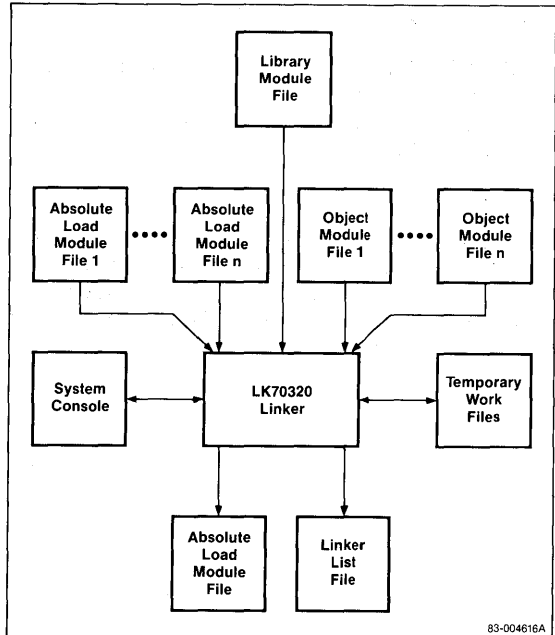 Library
Module
File
Absolute
Load
Module
File 1
Absolute
Load
Module
File n
Object
Module
File 1
Object
Module
File n
System
Console
LK70320
Linker
Temporary
Work
Files
Absolute
Load
Module
File
Linker
List
File
83-004616A